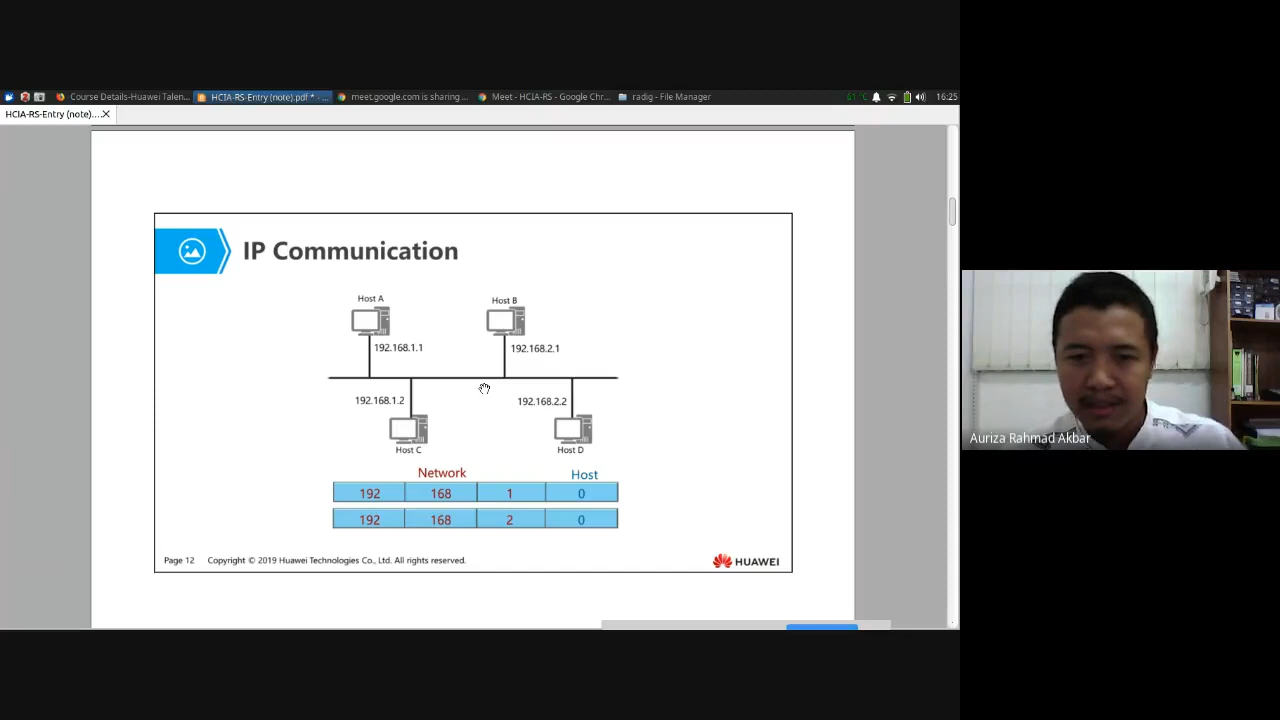 Course Details-Huawei Talen...
HCIA-RS-Entry (note).pdf * - ...
meet.google.com is sharing ...
Meet - HCIA-RS - Google Chr...
radig - File Manager
61 °C
16:25
HCIA-RS-Entry (note)....
IP Communication
Host A
Host B
192.168.1.1
192.168.2.1
192.168.1.2
192.168.2.2
Host C
Host D
Network
Host
192 168 1 0
192 168 2 0
Page 12
Copyright © 2019 Huawei Technologies Co., Ltd. All rights reserved.
HUAWEI
Auriza Rahmad Akbar